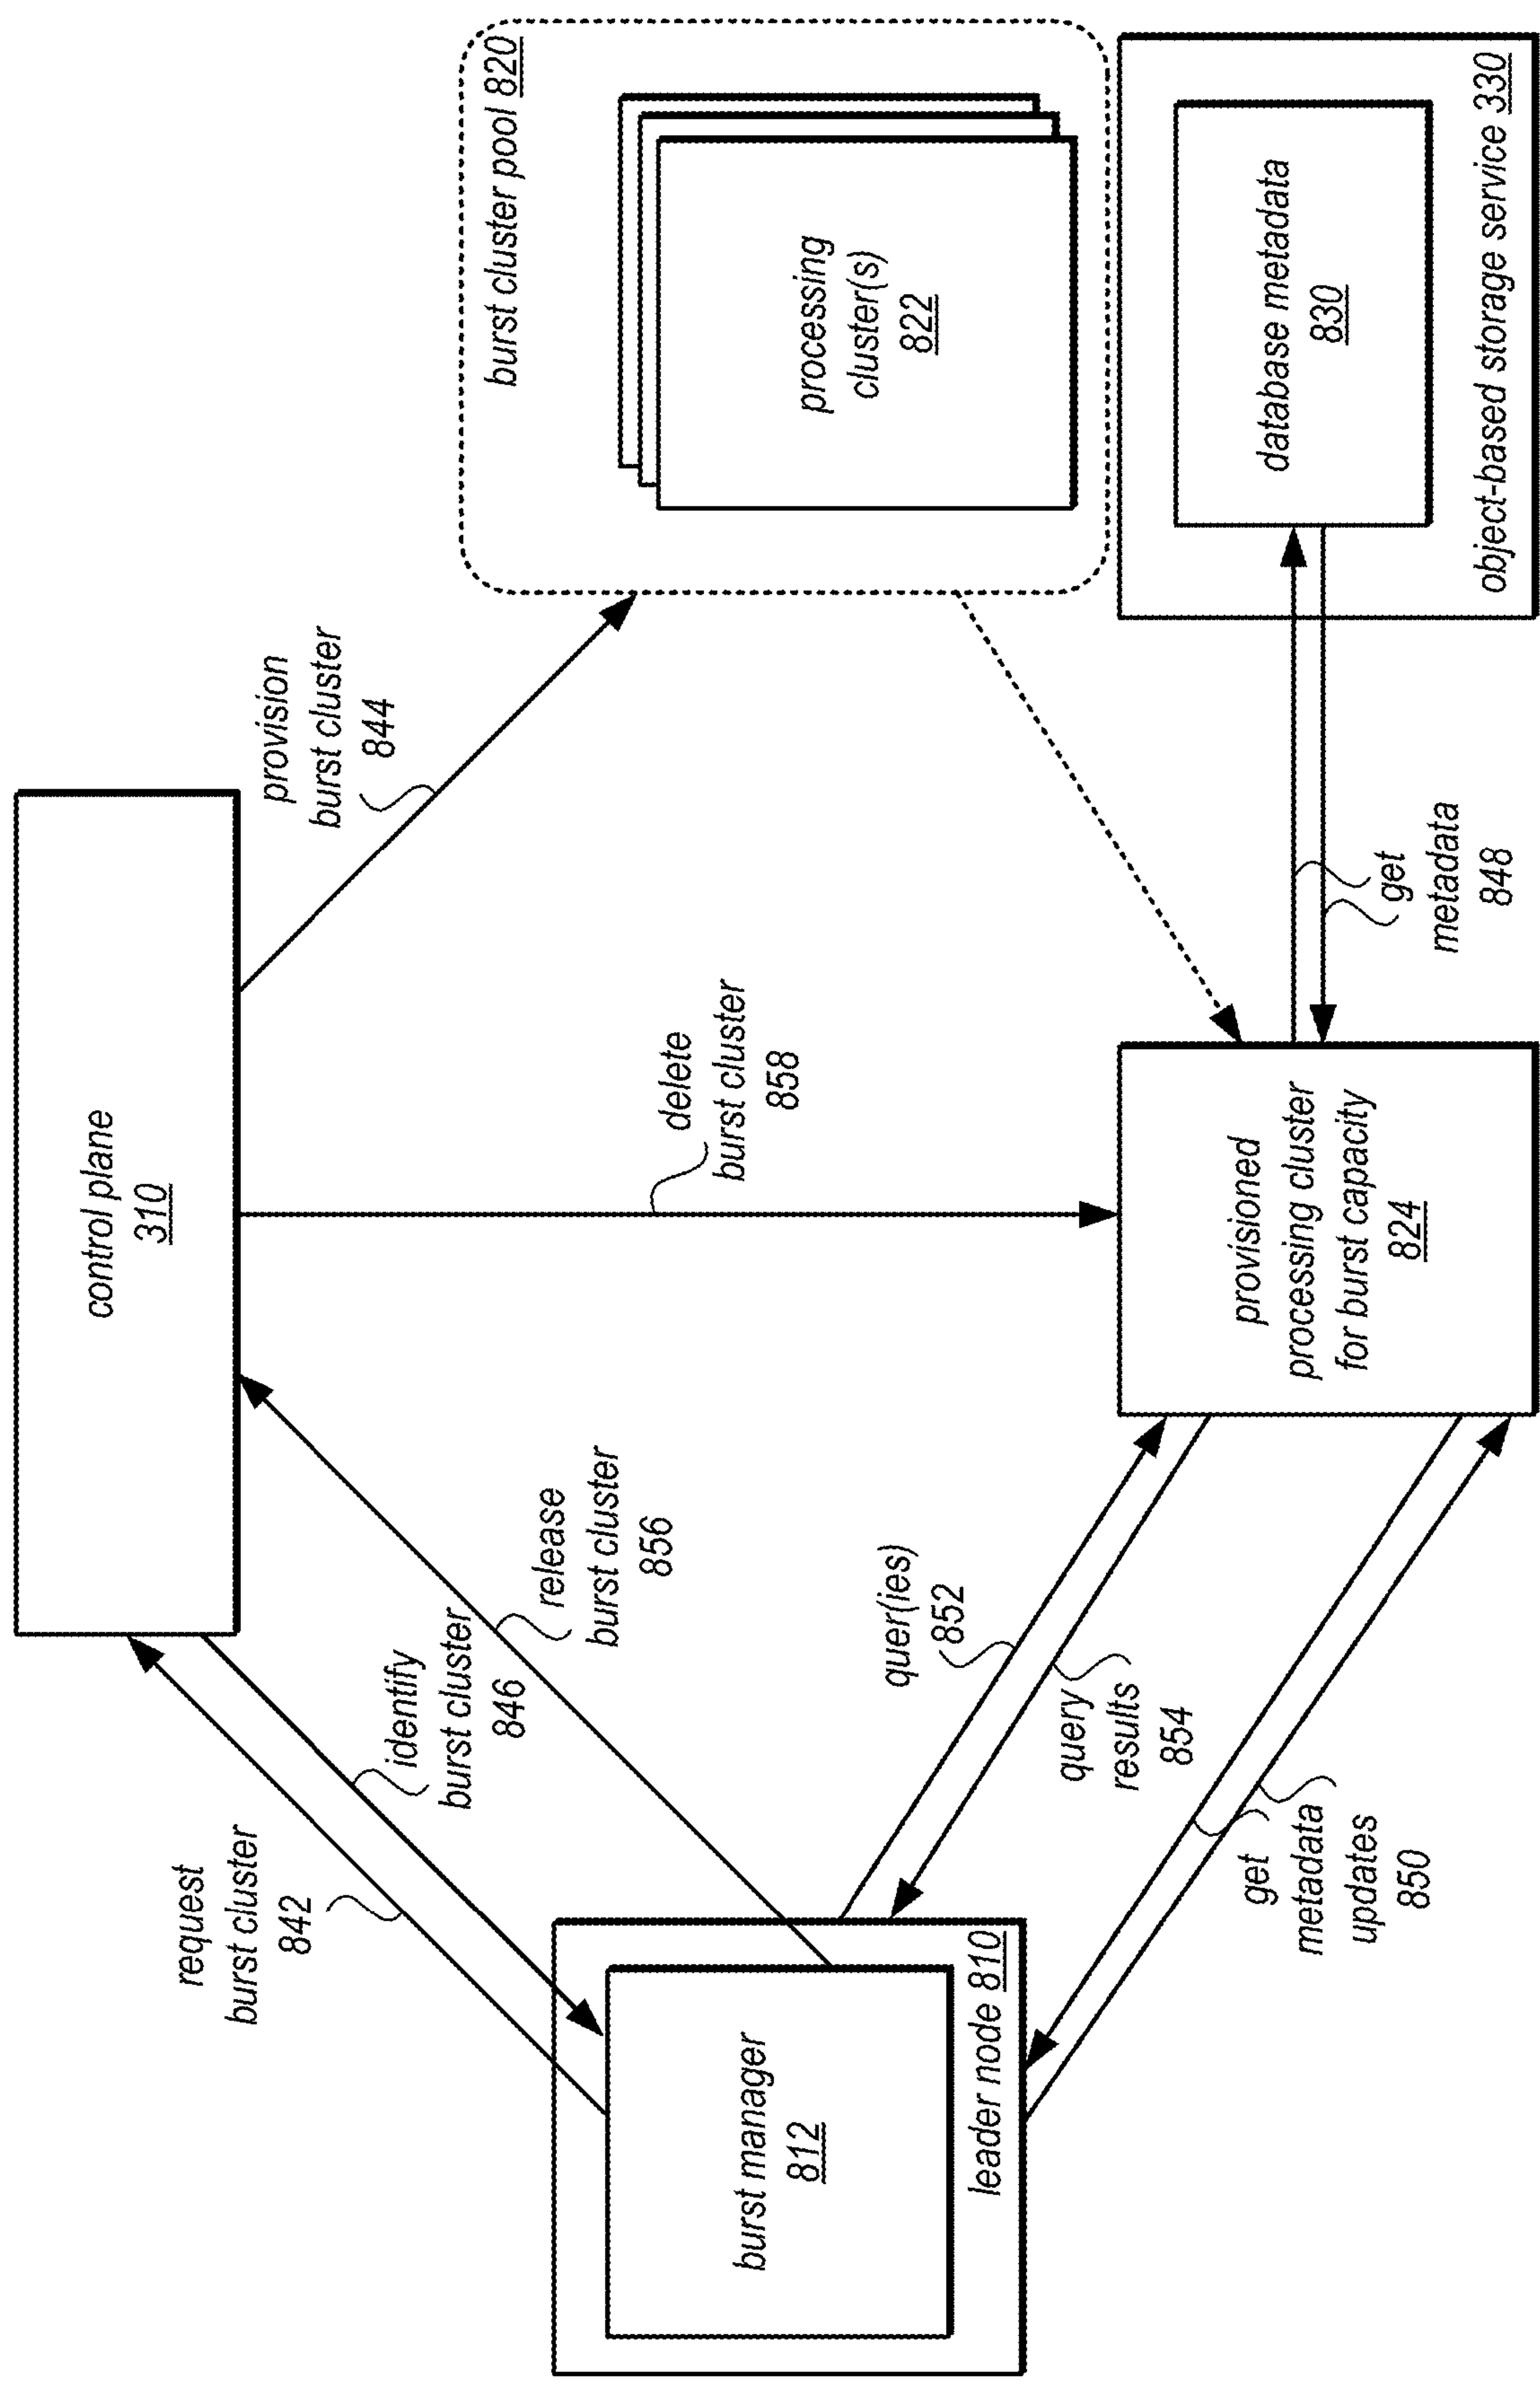 control plane
310
request
burst cluster
842
identify
burst cluster
846
release
burst cluster
856
delete
burst cluster
858
provision
burst cluster
844
burst cluster pool 820
processing
cluster(s)
822
burst manager
812
leader node 810
quer(ies)
852
query
results
854
get
metadata
updates
850
provisioned
processing cluster
for burst capacity
824
get
metadata
848
database metadata
830
object-based storage service 330